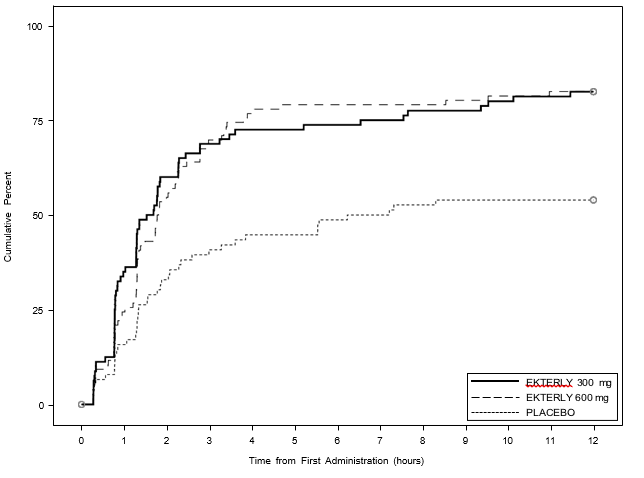 100
75
50
25
0
Cumulative Percent
0 1 2 3 4 5 6 7 8 9 10 11 12
Time from First Administration (hours)
EKTERLY 300 mg
EKTERLY 600 mg
PLACEBO